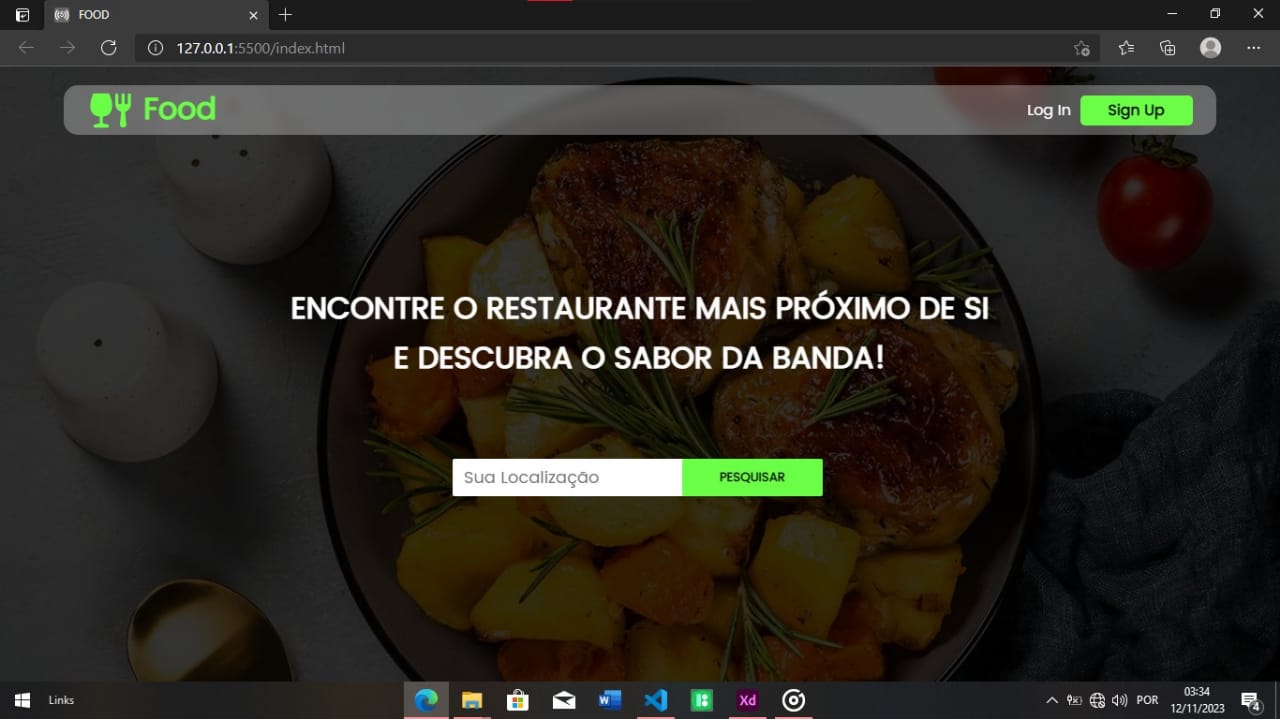 FOOD
127.0.0.1:5500/index.html
Food
Log In
Sign Up
ENCONTRE O RESTAURANTE MAIS PRÓXIMO DE SI
E DESCUBRA O SABOR DA BANDA!
Sua Localização
PESQUISAR
Links
W
Xd
POR
03:34
12/11/2023
4